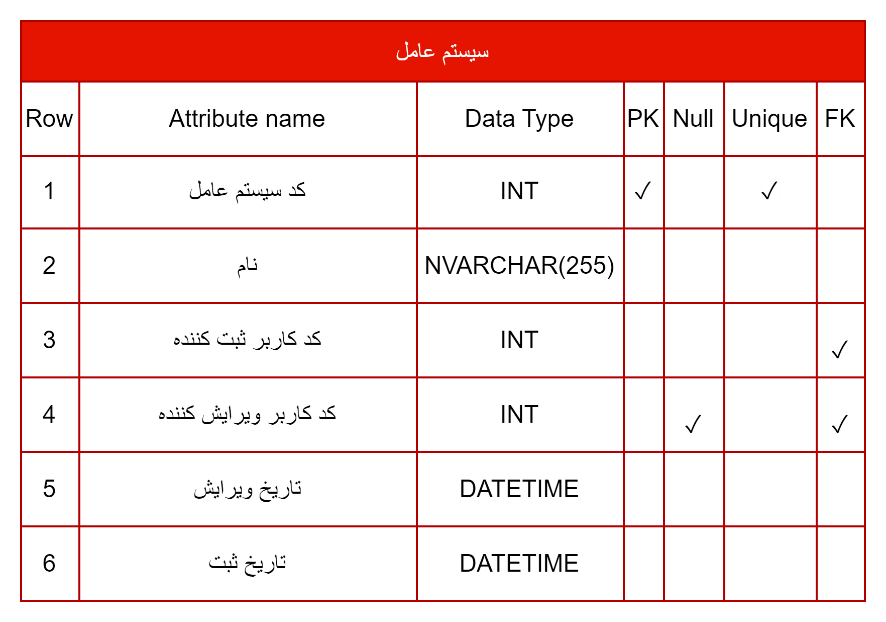 سیستم عامل
Row Attribute name Data Type PK Null Unique FK
1 کد سیستم عامل INT ✓ ✓
2 نام NVARCHAR(255)
3 کد کاربر ثبت کننده INT ✓
4 کد کاربر ویرایش کننده INT ✓ ✓
5 تاریخ ویرایش DATETIME
6 تاریخ ثبت DATETIME